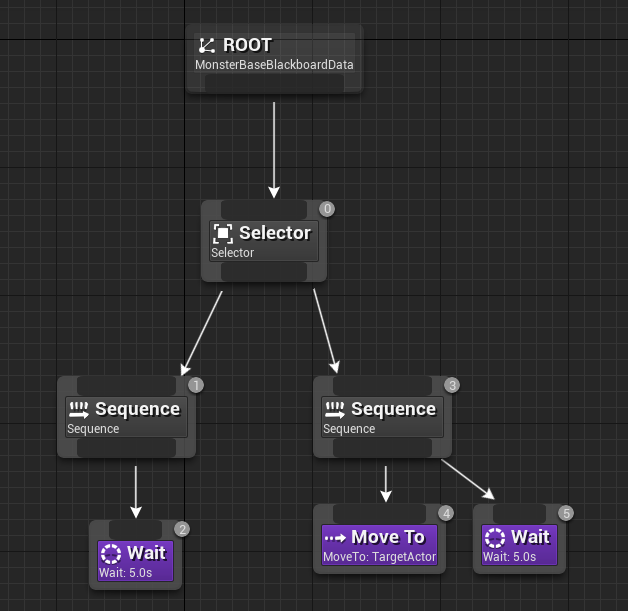 ROOT
MonsterBaseBlackboardData
0
Selector
Selector
1
Sequence
Sequence
3
Sequence
Sequence
2
Wait
Wait: 5.0s
4
Move To
MoveTo: TargetActor
5
Wait
Wait: 5.0s